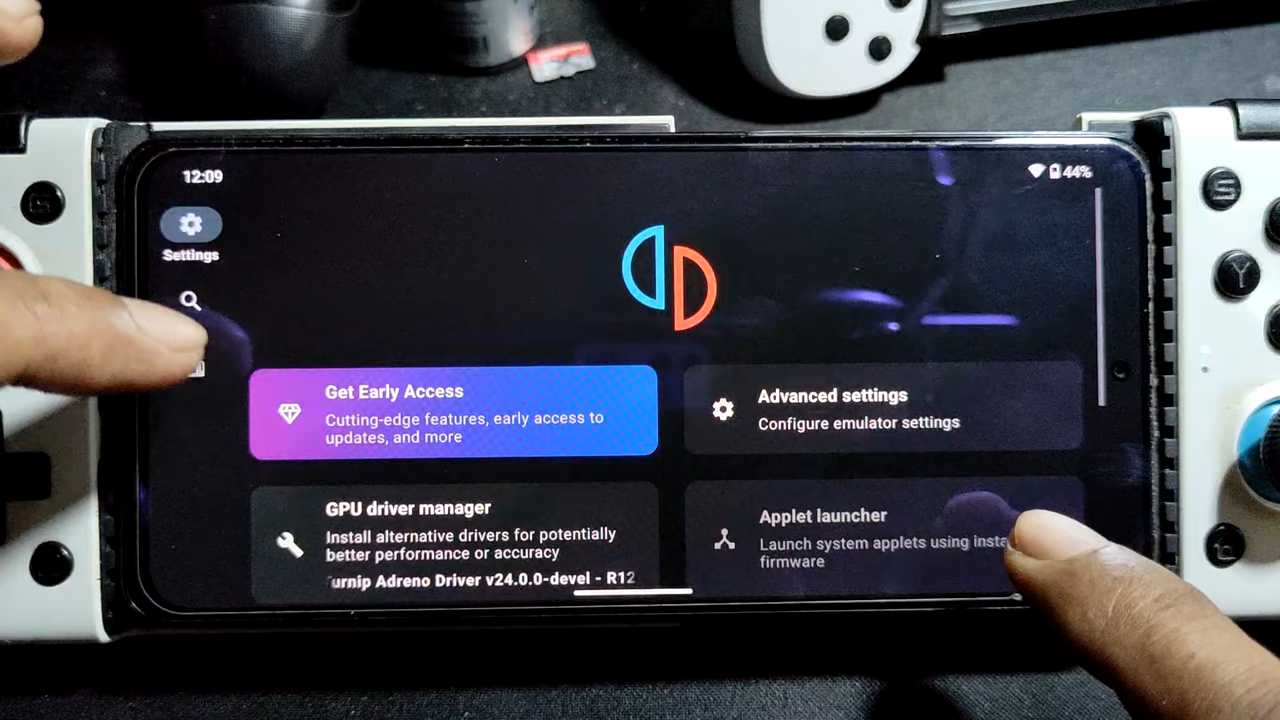 12:09
44%
Settings
Get Early Access
Cutting-edge features, early access to
updates, and more
Advanced settings
Configure emulator settings
GPU driver manager
Install alternative drivers for potentially
better performance or accuracy
urnip Adreno Driver v24.0.0-devel - R12
Applet launcher
Launch system applets using insta
firmware
S
Y